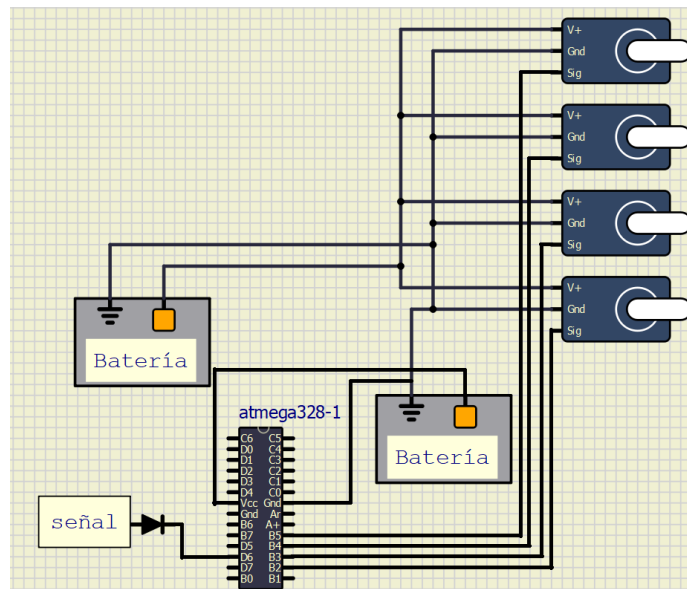 V+
Gnd
Sig
V+
Gnd
Sig
V+
Gnd
Sig
V+
Gnd
Sig
Batería
atmega328-1
Batería
C6 C5
D0 C4
D1 C3
D2 C2
D3 C1
D4 C0
Vcc Gnd
Gnd Ar
B6 A+
B7 B5
D5 B4
D6 B3
D7 B2
B0 B1
señal